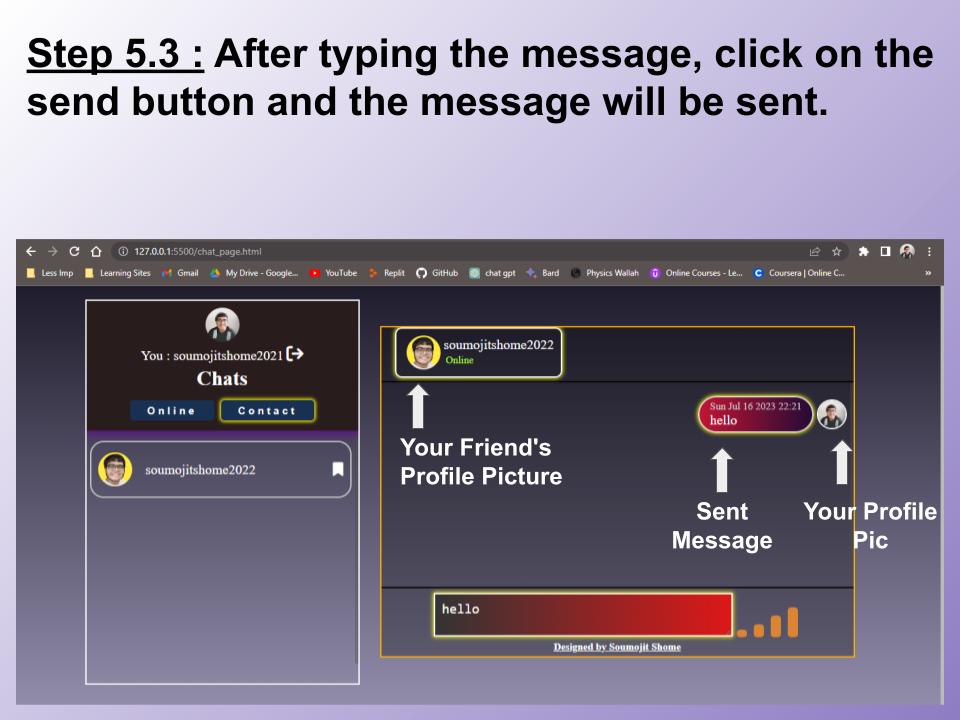 Step 5.3 : After typing the message, click on the
send button and the message will be sent.
127.0.0.1:5500/chat_page.html
Less Imp Learning Sites Gmail My Drive - Google... YouTube Replit GitHub chat gpt Bard Physics Wallah Online Courses - Le... Coursera | Online C... »
You : soumojitshome2021
Chats
Online Contact
soumojitshome2022
soumojitshome2022
Online
Sun Jul 16 2023 22:21
hello
Your Friend's
Profile Picture
Sent
Message
Your Profile
Pic
hello
Designed by Soumojit Shome